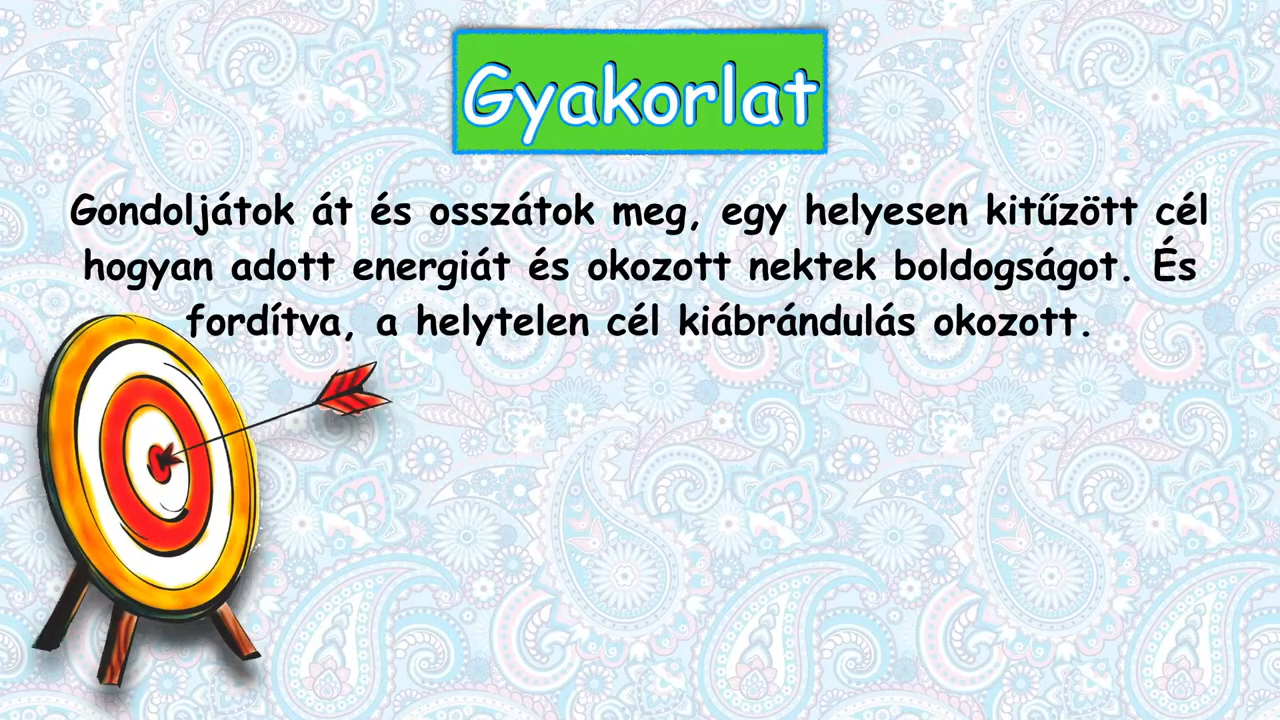 Gyakorlat
Gondoljátok át és osszátok meg, egy helyesen kitűzött cél
hogyan adott energiát és okozott nektek boldogságot. És
fordítva, a helytelen cél kiábrándulás okozott.